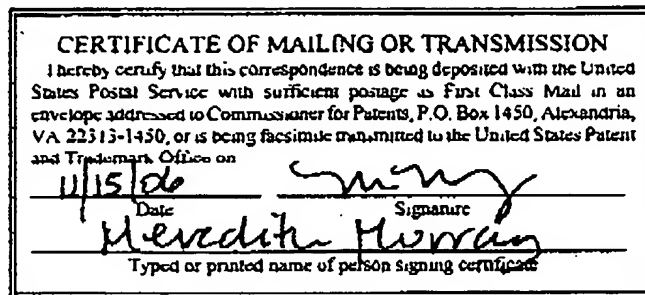 CERTIFICATE OF MAILING OR TRANSMISSION
I hereby certify that this correspondence is being deposited with the United
States Postal Service with sufficient postage as First Class Mail in an
envelope addressed to Commissioner for Patents, P.O. Box 1450, Alexandria,
VA 22313-1450, or is being facsimile transmitted to the United States Patent
and Trademark Office on
11/15/06
Date Signature
Meredith Murray
Typed or printed name of person signing certificate